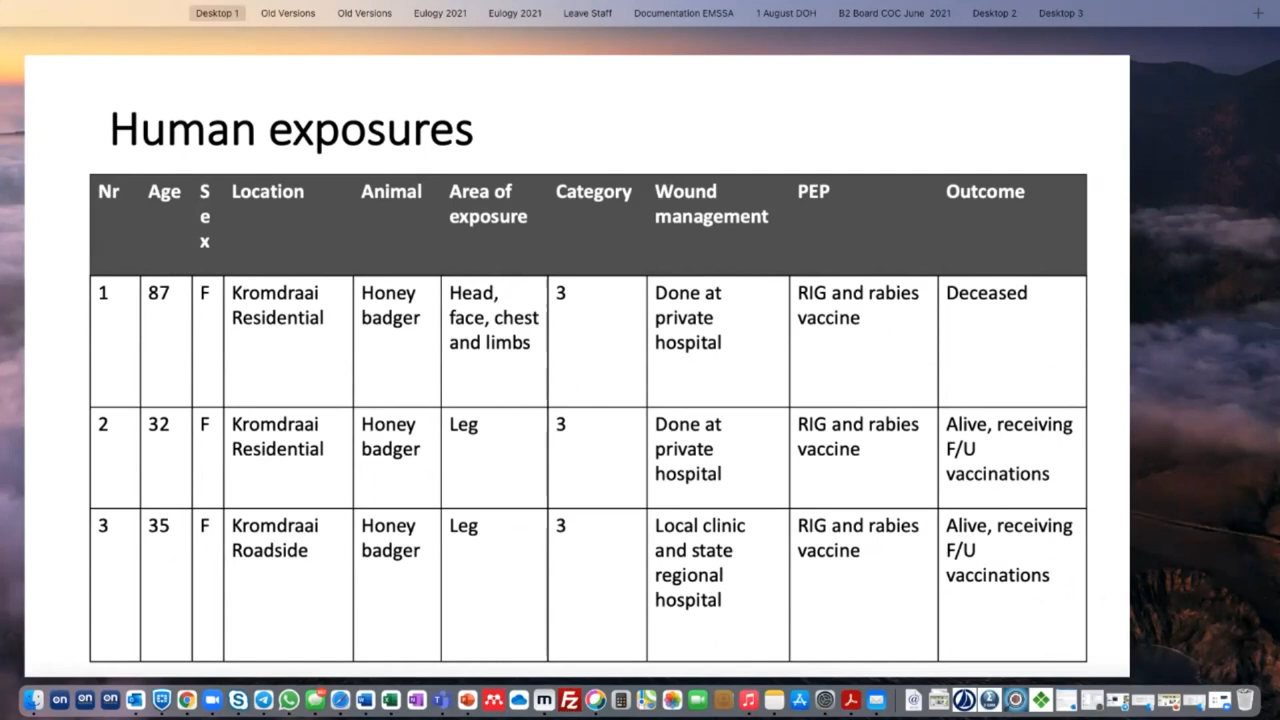 Desktop 1 Old Versions Old Versions Eulogy 2021 Eulogy 2021 Leave Staff Documentation EMSSA 1 August DOH B2 Board COC June 2021 Desktop 2 Desktop 3
Human exposures
Nr Age Sex Location Animal Area of exposure Category Wound management PEP Outcome
1 87 F Kromdraai Residential Honey badger Head, face, chest and limbs 3 Done at private hospital RIG and rabies vaccine Deceased
2 32 F Kromdraai Residential Honey badger Leg 3 Done at private hospital RIG and rabies vaccine Alive, receiving F/U vaccinations
3 35 F Kromdraai Roadside Honey badger Leg 3 Local clinic and state regional hospital RIG and rabies vaccine Alive, receiving F/U vaccinations